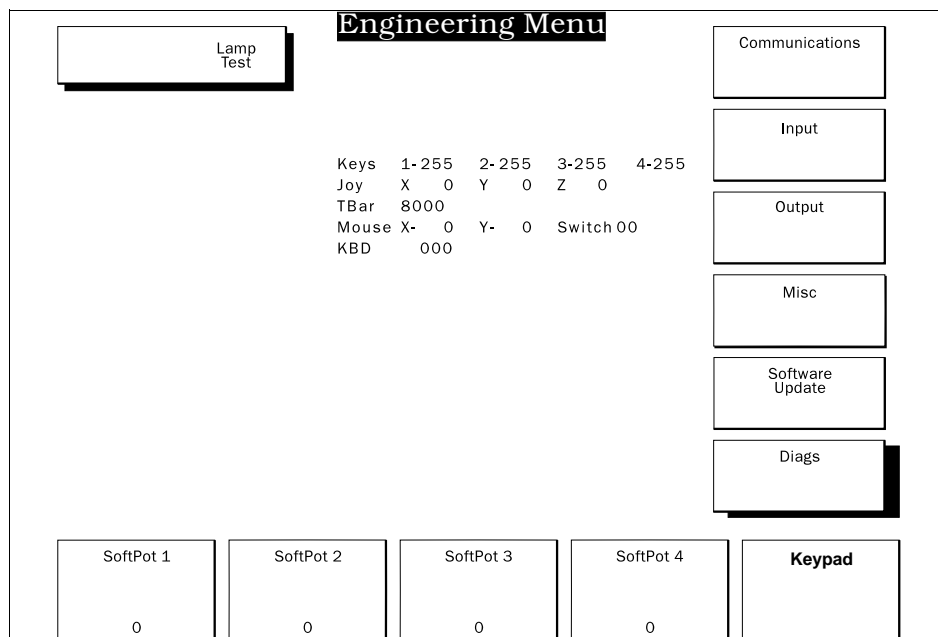 Engineering Menu
Lamp
Test
Communications
Input
Keys 1-255 2-255 3-255 4-255
Joy X 0 Y 0 Z 0
TBar 8000
Mouse X- 0 Y- 0 Switch 00
KBD 000
Output
Misc
Software
Update
Diags
SoftPot 1 SoftPot 2 SoftPot 3 SoftPot 4 Keypad
0 0 0 0